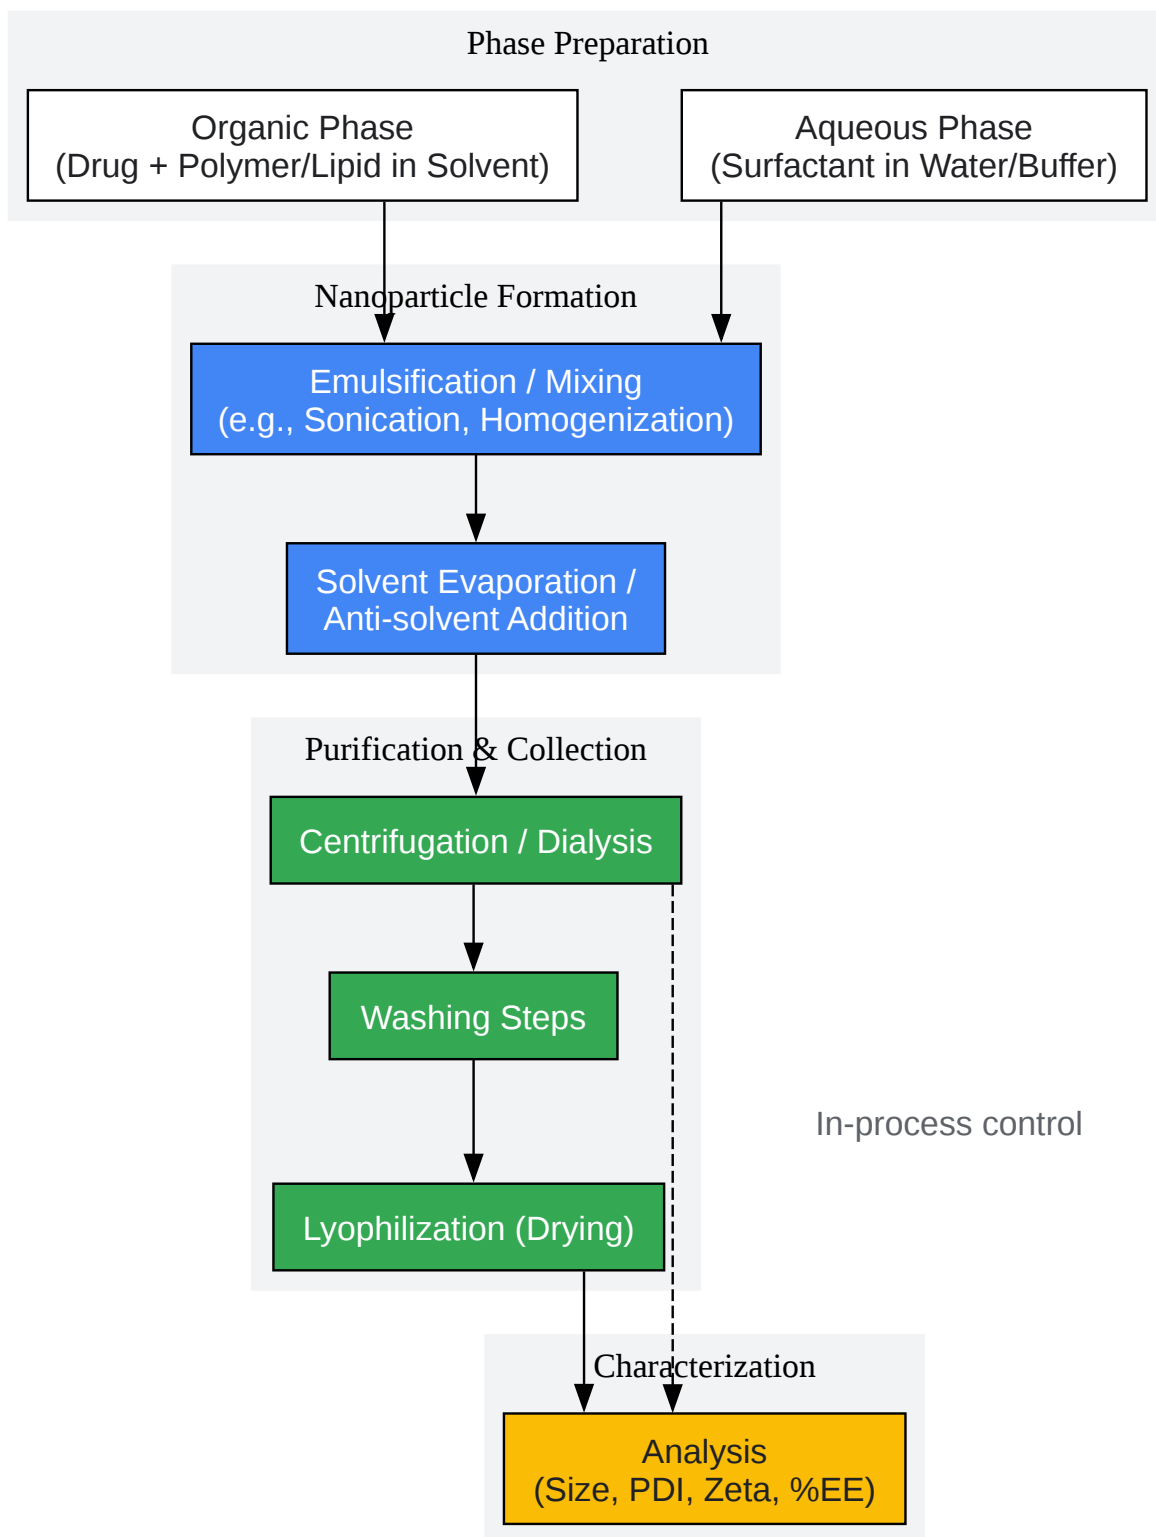 Phase Preparation
Organic Phase
(Drug + Polymer/Lipid in Solvent)
Aqueous Phase
(Surfactant in Water/Buffer)
Nanoparticle Formation
Emulsification / Mixing
(e.g., Sonication, Homogenization)
Solvent Evaporation /
Anti-solvent Addition
Purification & Collection
Centrifugation / Dialysis
Washing Steps
In-process control
Lyophilization (Drying)
Characterization
Analysis
(Size, PDI, Zeta, %EE)